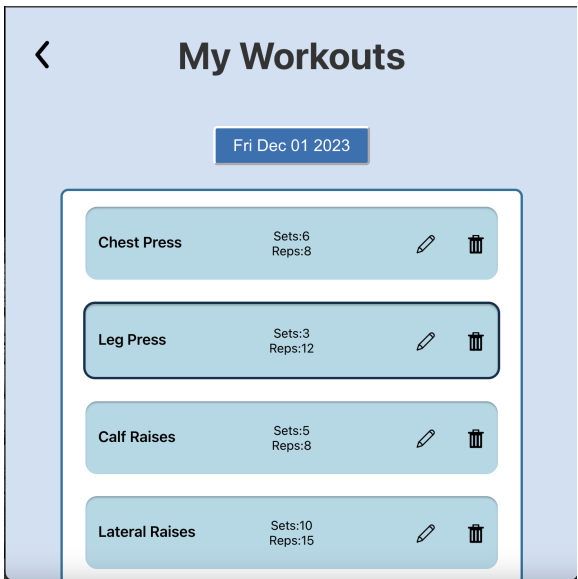 My Workouts
Fri Dec 01 2023
Chest Press
Sets:6
Reps:8
Leg Press
Sets:3
Reps:12
Calf Raises
Sets:5
Reps:8
Lateral Raises
Sets:10
Reps:15